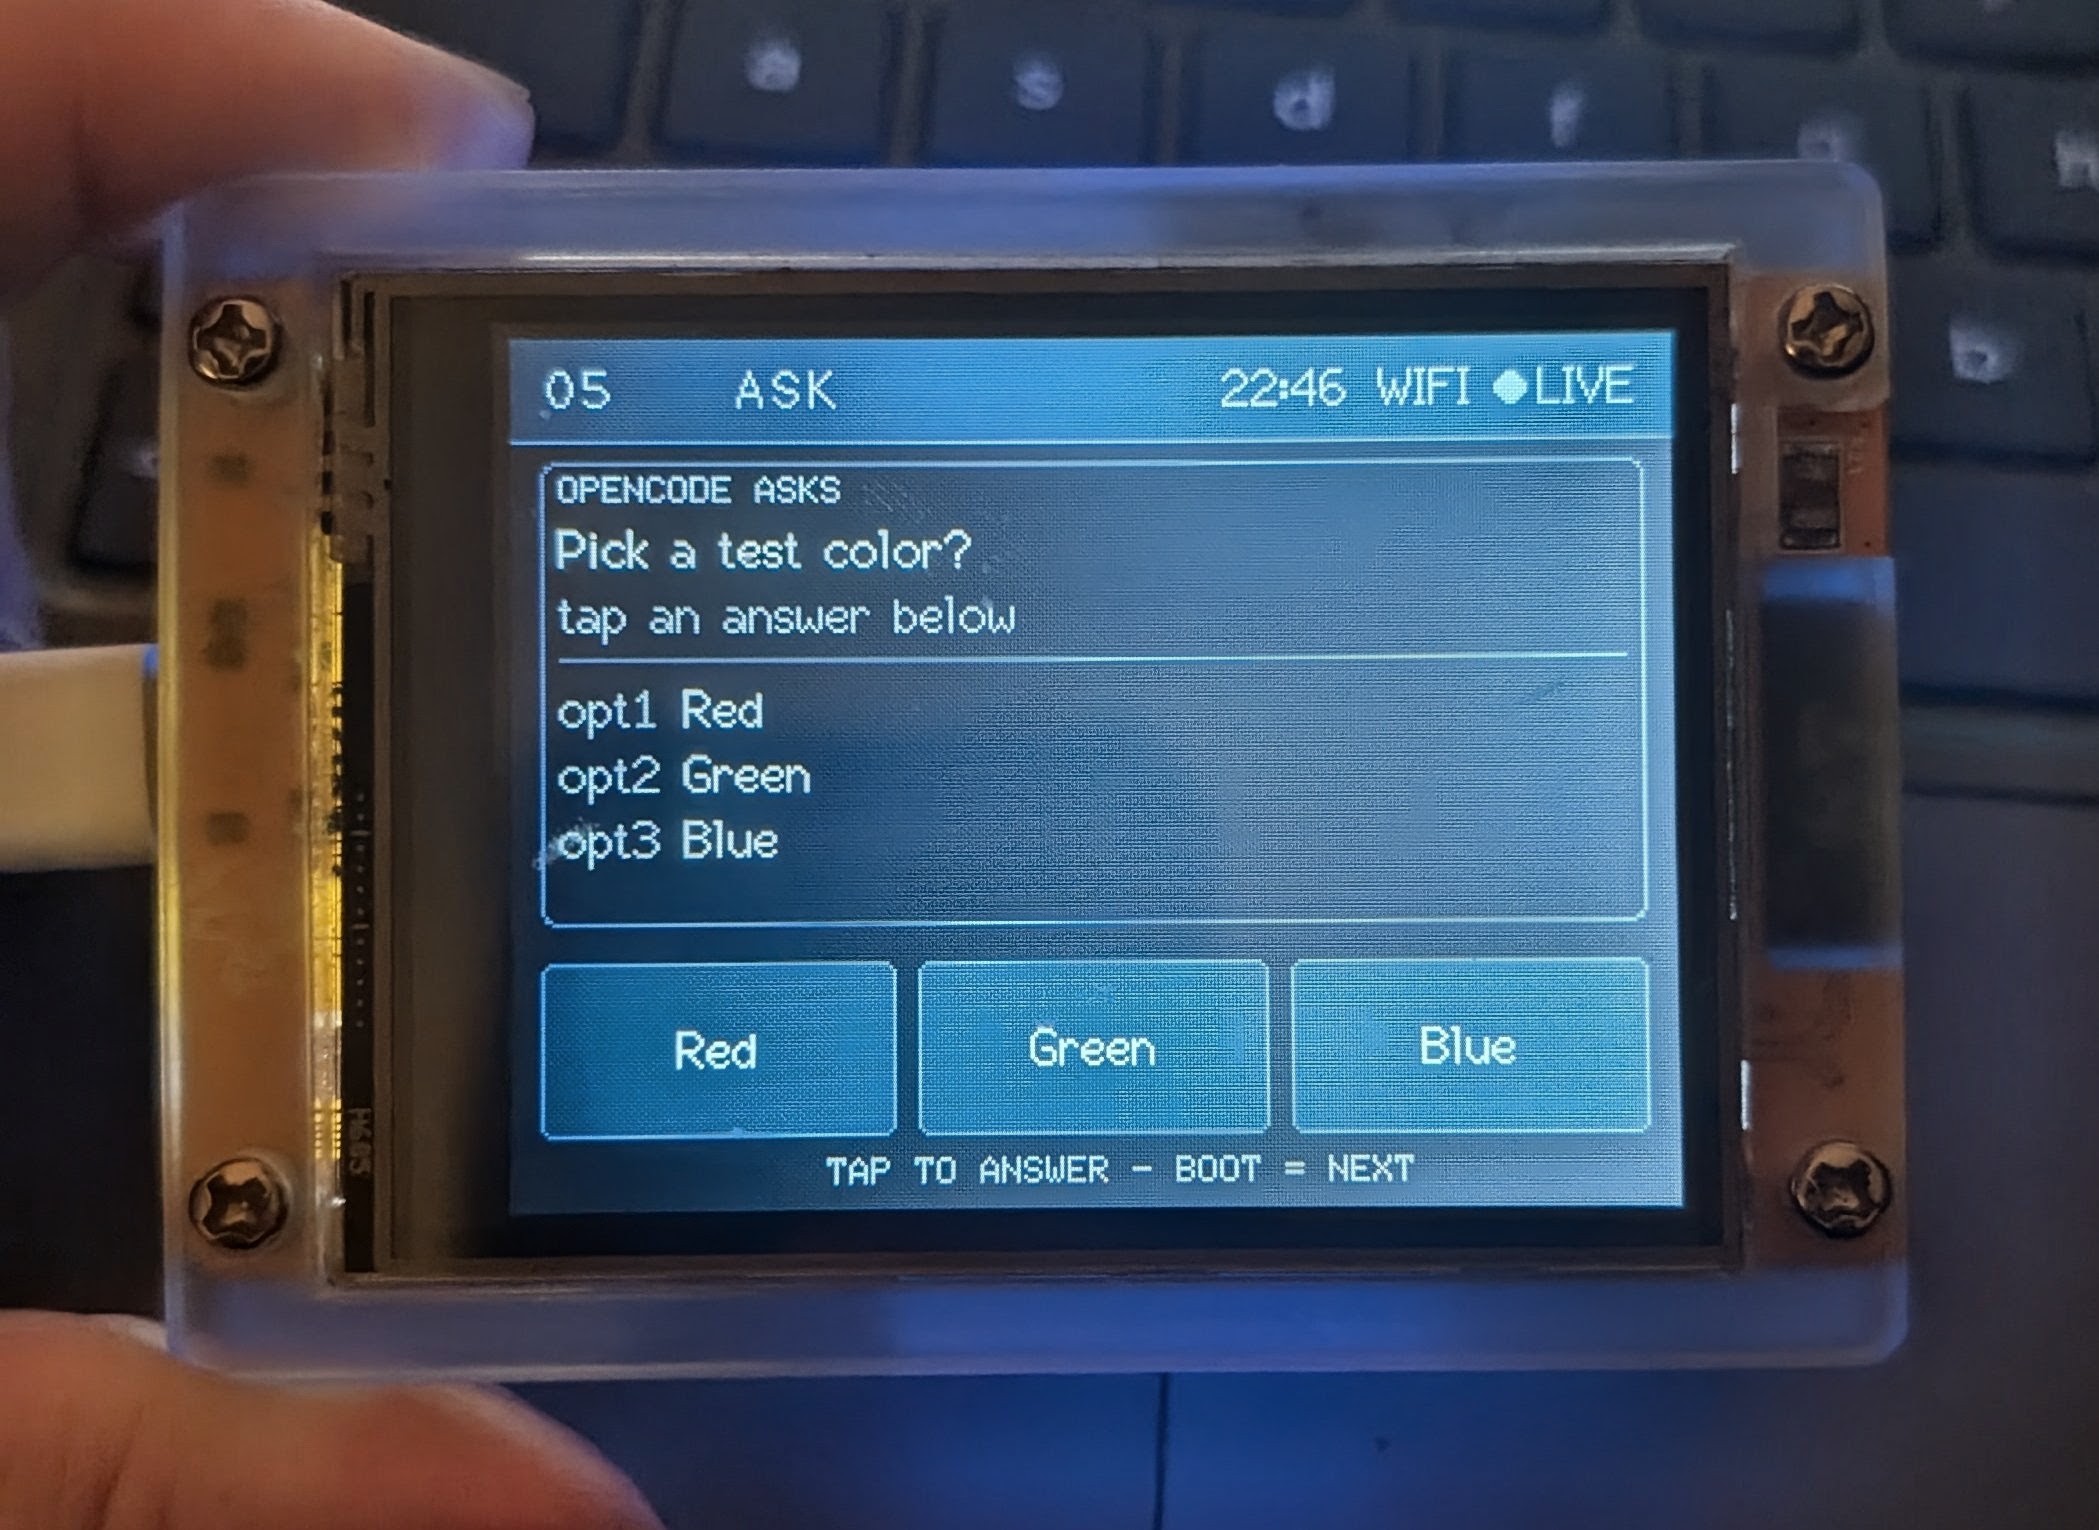 a s d f
05 ASK 22:46 WIFI LIVE
OPENCODE ASKS
Pick a test color?
tap an answer below
opt1 Red
opt2 Green
opt3 Blue
Red Green Blue
TAP TO ANSWER - BOOT = NEXT